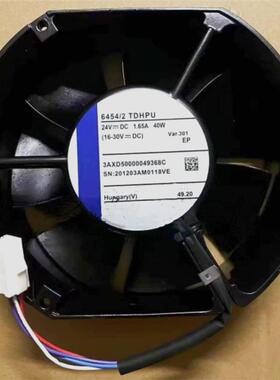 6454/2 TDHPU
24V⎓DC 1.65A 40W
(16-30V⎓DC) Var.301
EP
3AXD50000049368C
SN:201203AM0118VE
Hungary(V) 49.20